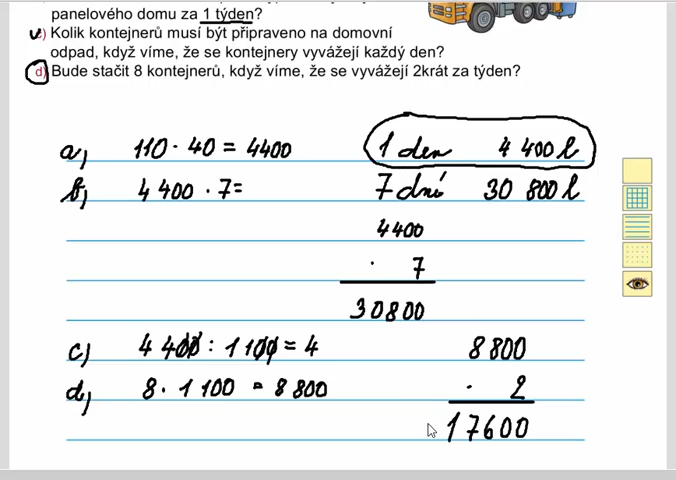 panelového domu za 1 týden?
c) Kolik kontejnerů musí být připraveno na domovní
odpad, když víme, že se kontejnery vyvážejí každý den?
d) Bude stačit 8 kontejnerů, když víme, že se vyvážejí 2krát za týden?
a) 110 · 40 = 4400 1 den 4 400 l
b) 4 400 · 7= 7 dní 30 800 l
4400
· 7
30800
c) 4 400 : 1 100 = 4 8 800
d) 8 · 1 100 = 8 800 · 2
17600